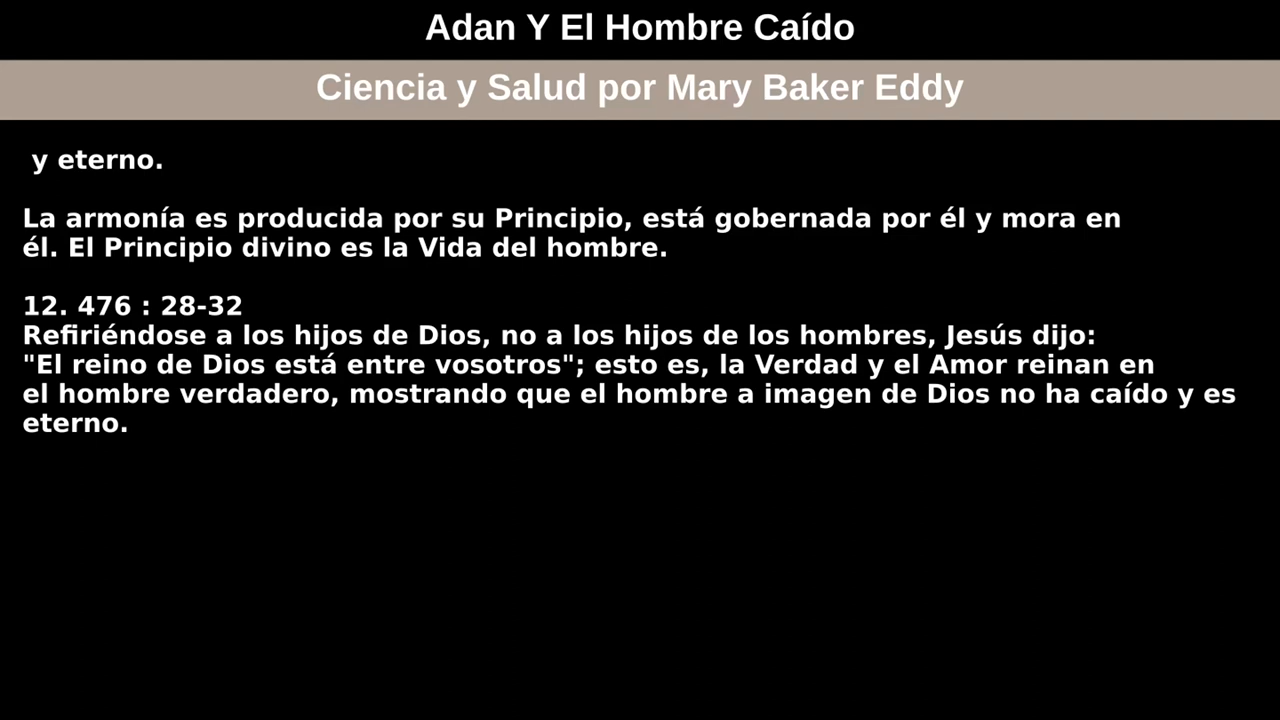 Adan Y El Hombre Caído
Ciencia y Salud por Mary Baker Eddy
y eterno.
La armonía es producida por su Principio, está gobernada por él y mora en
él. El Principio divino es la Vida del hombre.
12. 476 : 28-32
Refiriéndose a los hijos de Dios, no a los hijos de los hombres, Jesús dijo:
"El reino de Dios está entre vosotros"; esto es, la Verdad y el Amor reinan en
el hombre verdadero, mostrando que el hombre a imagen de Dios no ha caído y es
eterno.